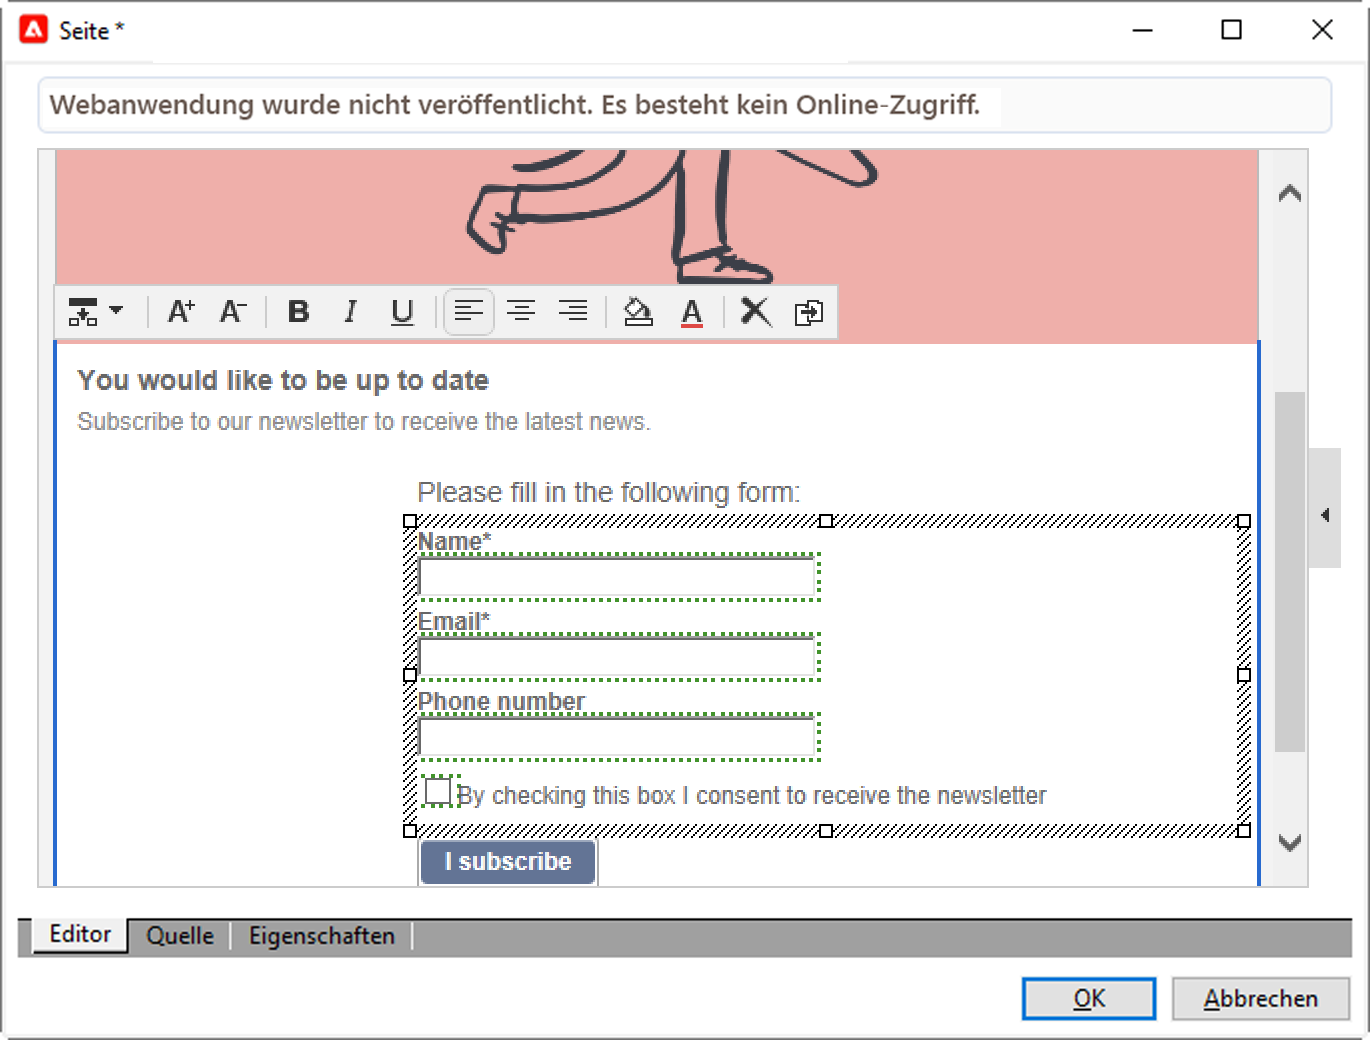 Seite *
Webanwendung wurde nicht veröffentlicht. Es besteht kein Online-Zugriff.
A+ A- B I U A
You would like to be up to date
Subscribe to our newsletter to receive the latest news.
Please fill in the following form:
Name*
Email*
Phone number
By checking this box I consent to receive the newsletter
I subscribe
Editor Quelle Eigenschaften
OK Abbrechen